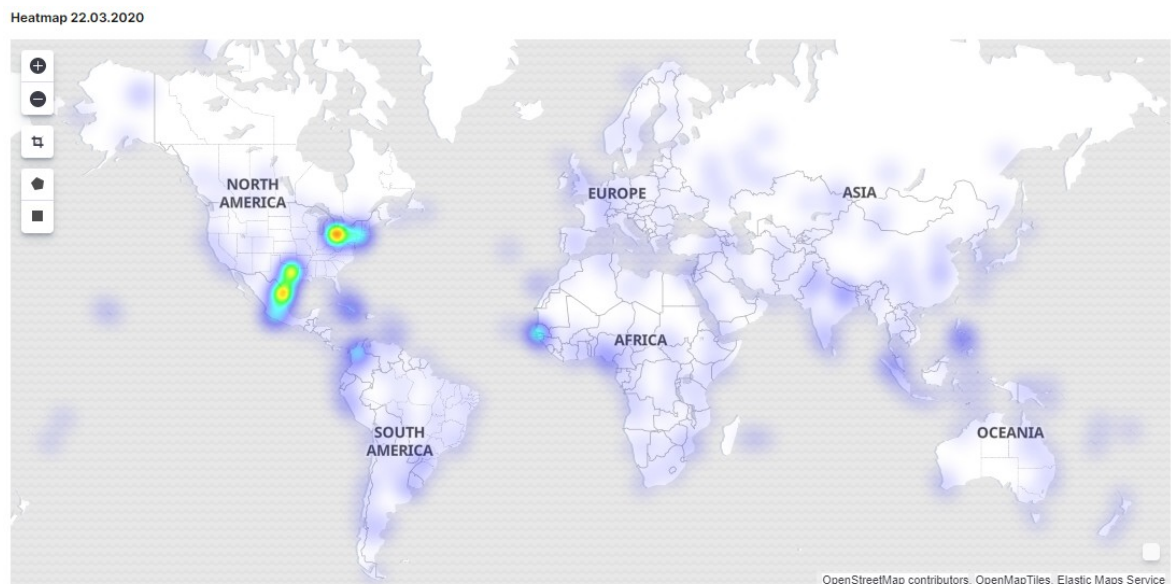 Heatmap 22.03.2020
NORTH
AMERICA
EUROPE
ASIA
AFRICA
SOUTH
AMERICA
OCEANIA
OpenStreetMap contributors, OpenMapTiles, Elastic Maps Service